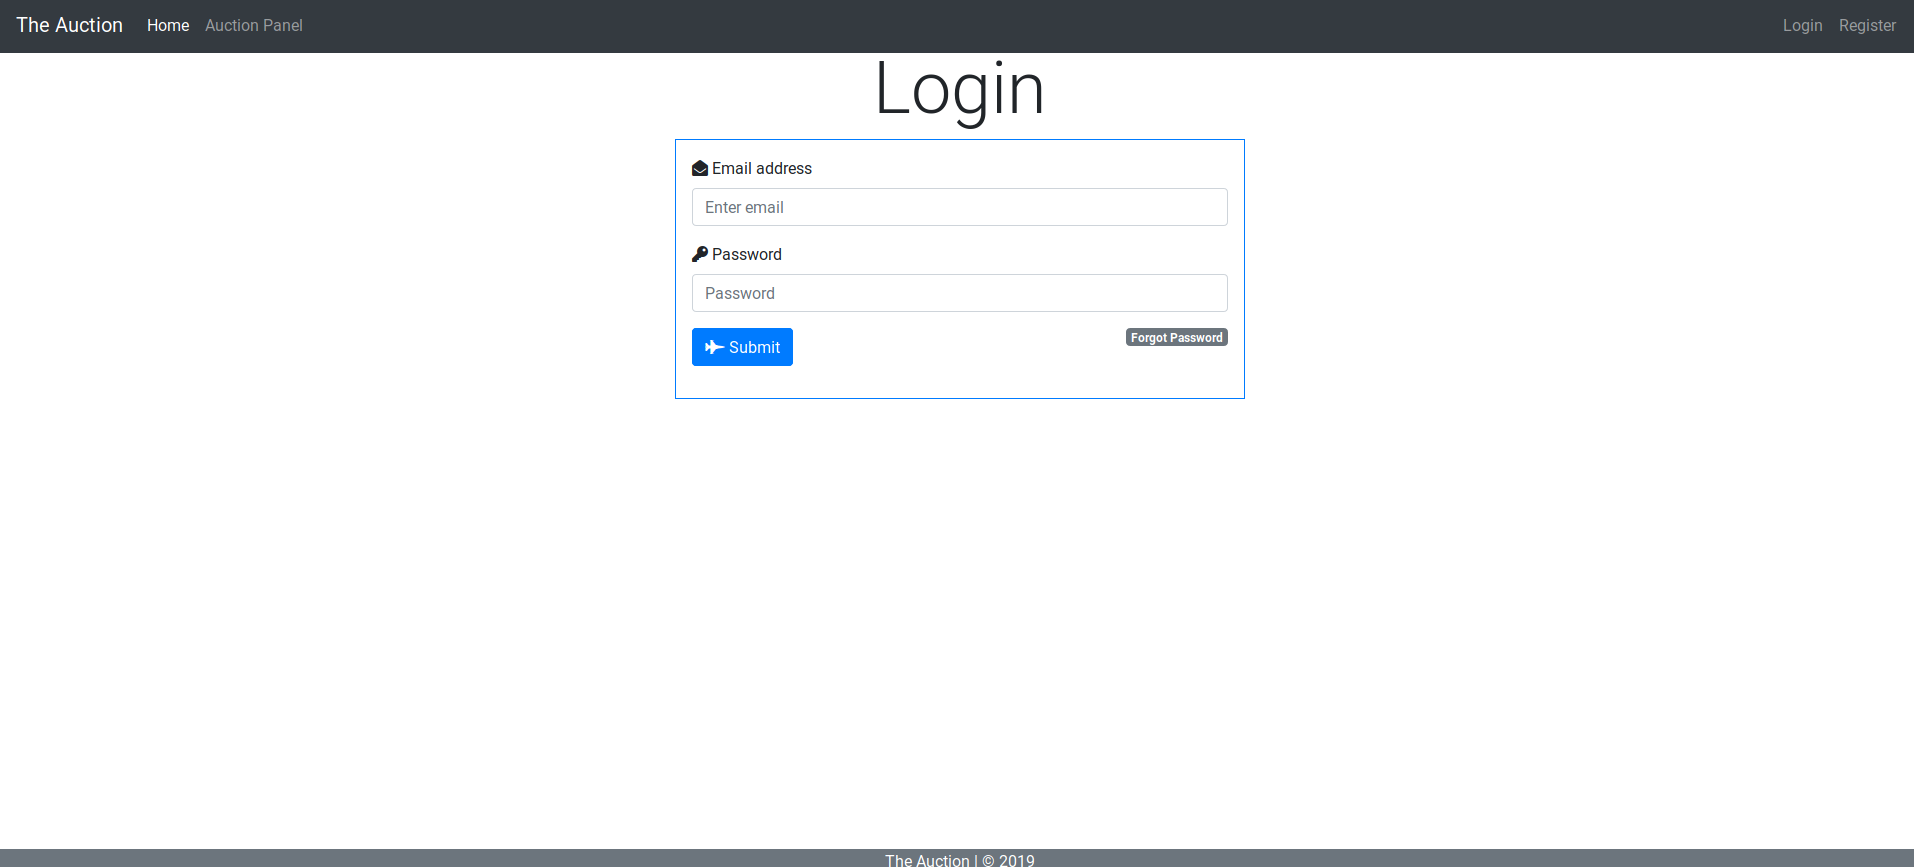 The Auction Home Auction Panel Login Register
Login
Email address
Enter email
Password
Password
Submit Forgot Password
The Auction | © 2019